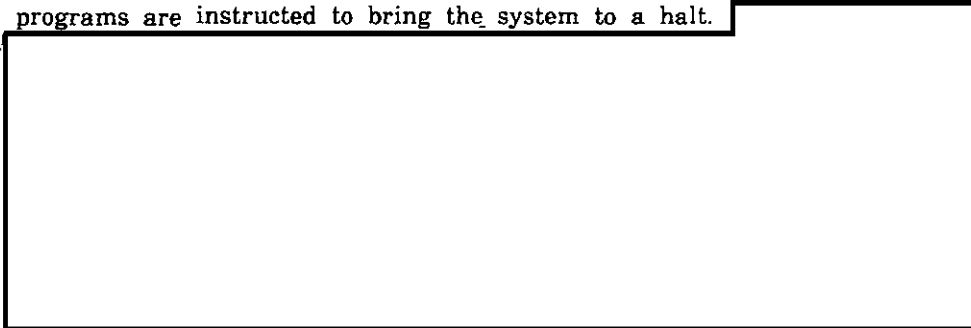 programs are instructed to bring the system to a halt.